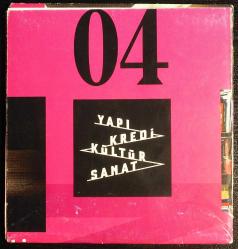 04
YAPI
KREDİ
KÜLTÜR
SANAT